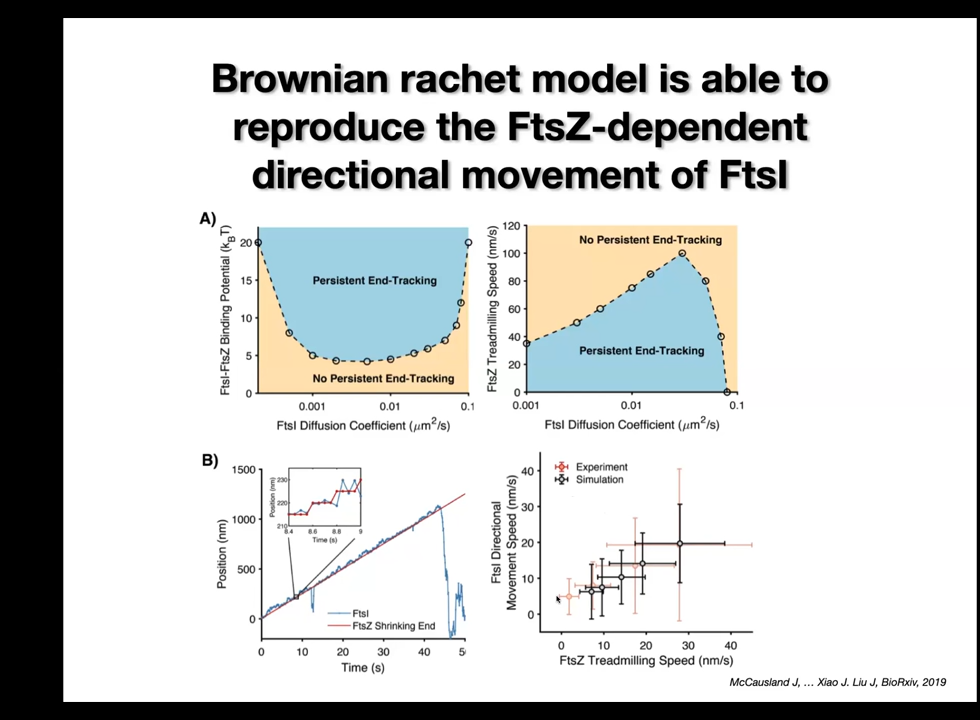 Brownian rachet model is able to
reproduce the FtsZ-dependent
directional movement of FtsI
A)
FtsI-FtsZ Binding Potential (kBT)
20
15
10
5
0
Persistent End-Tracking
No Persistent End-Tracking
0.001
0.01
0.1
FtsI Diffusion Coefficient (μm²/s)
FtsZ Treadmilling Speed (nm/s)
120
100
80
60
40
20
0
No Persistent End-Tracking
Persistent End-Tracking
0.001
0.01
0.1
FtsI Diffusion Coefficient (μm²/s)
B)
Position (nm)
1500
1000
500
0
Position (nm)
230
220
210
8.4
8.6
8.8
9
Time (s)
FtsI
FtsZ Shrinking End
0
10
20
30
40
5
Time (s)
FtsI Directional
Movement Speed (nm/s)
40
30
20
10
0
Experiment
Simulation
0
10
20
30
40
FtsZ Treadmilling Speed (nm/s)
McCausland J, ... Xiao J. Liu J, BioRxiv, 2019